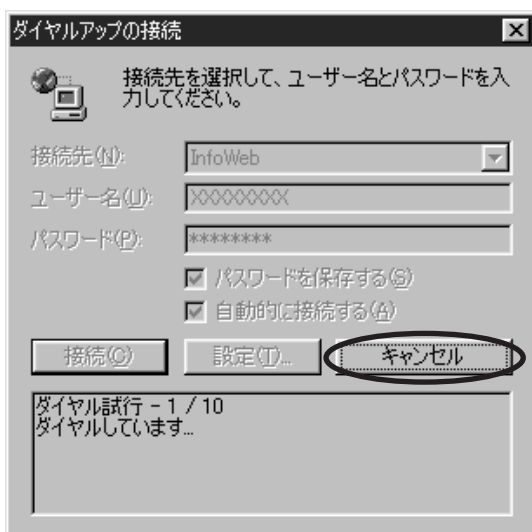 ダイヤルアップの接続
接続先を選択して、ユーザー名とパスワードを入
力してください。
接続先(N): InfoWeb
ユーザー名(U): XXXXXXXX
パスワード(P): ********
パスワードを保存する(S)
自動的に接続する(A)
接続(C) 設定(T)... キャンセル
ダイヤル試行 - 1 / 10
ダイヤルしています...